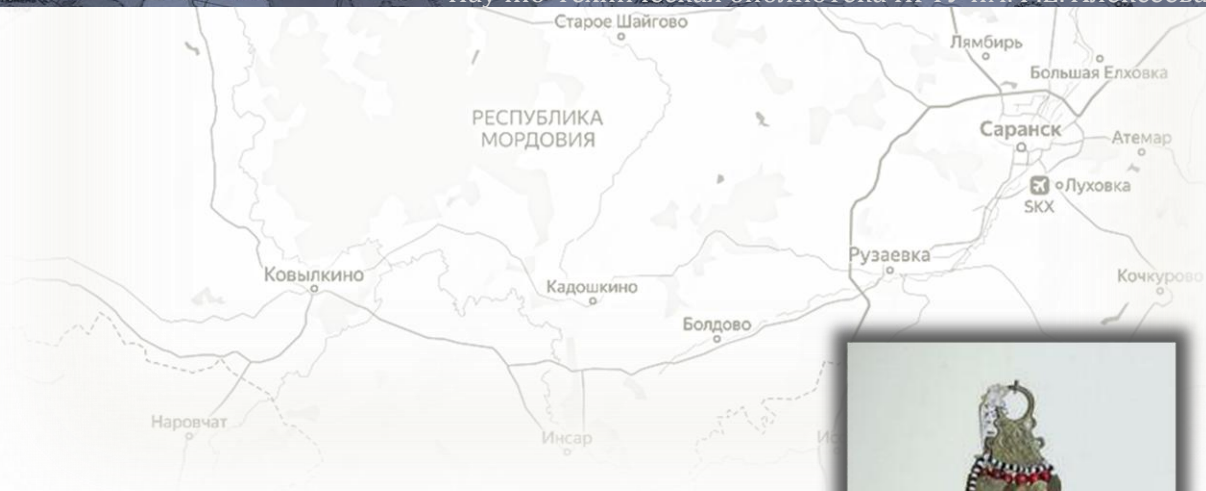 Старое Шайгово
Лямбирь
Большая Елховка
РЕСПУБЛИКА
МОРДОВИЯ
Саранск
Атемар
Луховка
SKX
Рузаевка
Ковылкино
Кадошкино
Кочкурово
Болдово
Наровчат
Инсар